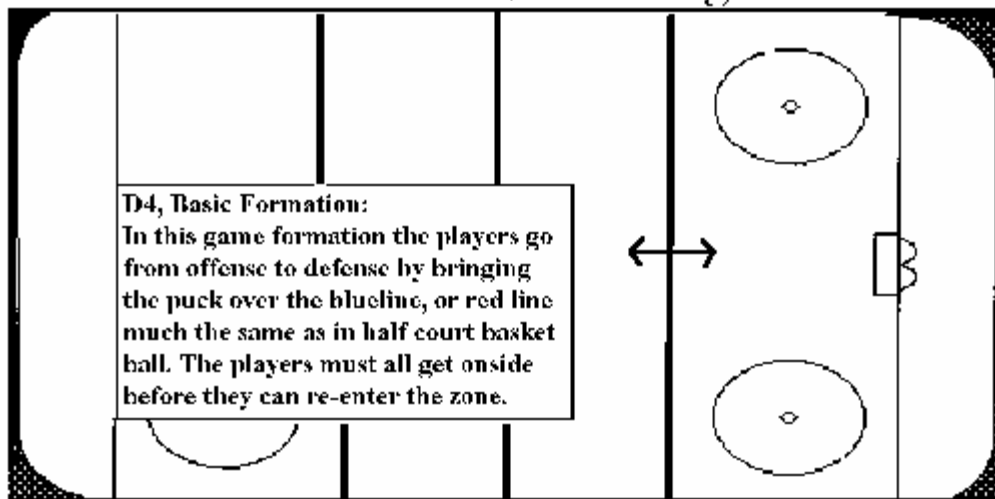 D4, Basic Formation:
In this game formation the players go
from offense to defense by bringing
the puck over the blueline, or red line
much the same as in half court basket
ball. The players must all get onside
before they can re-enter the zone.